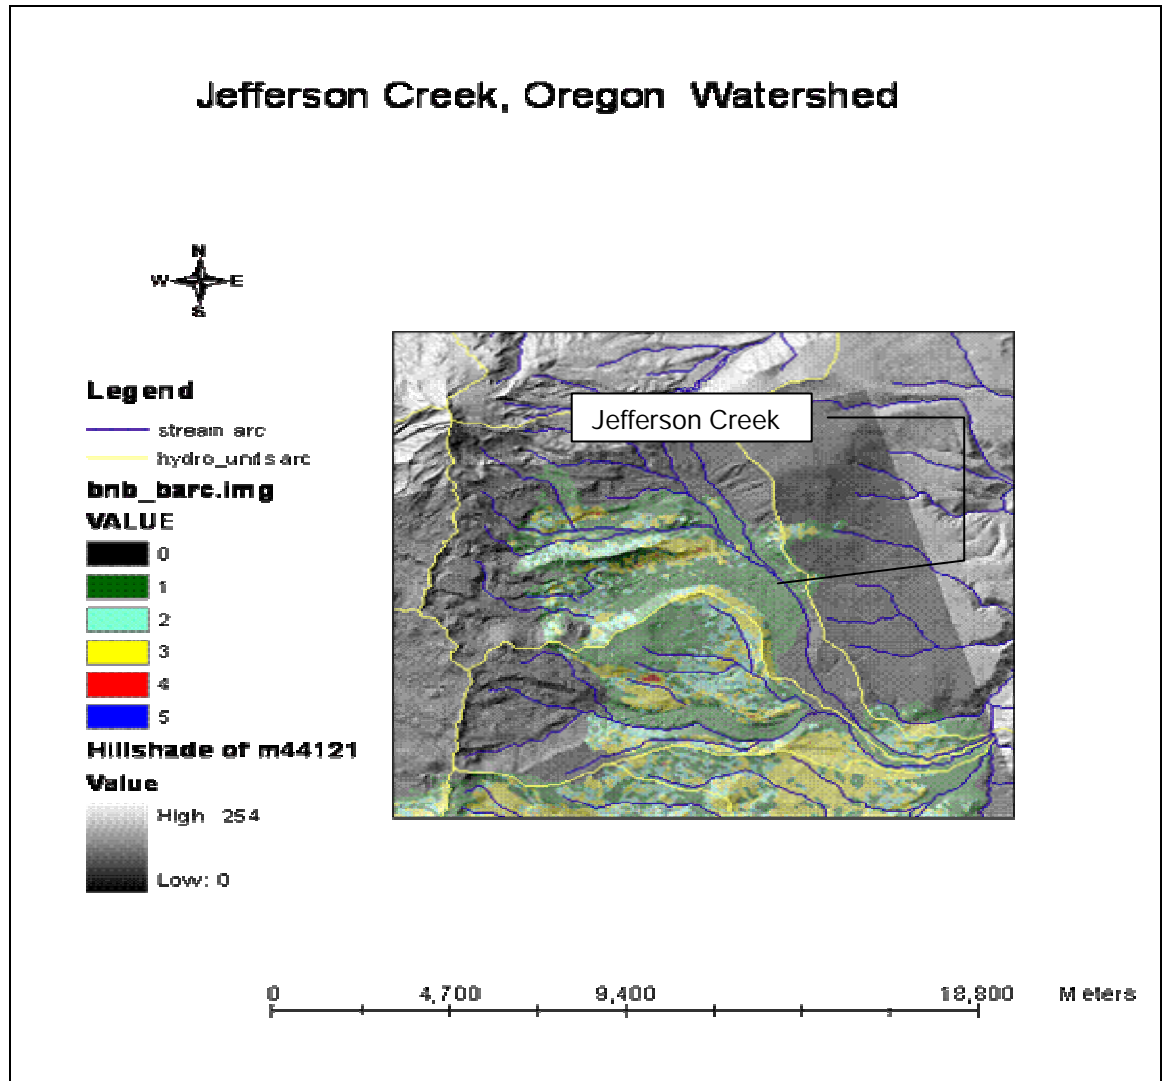 Jefferson Creek, Oregon Watershed
N
W E
S
Legend
stream arc
hydro_units arc
bnb_barc.img
VALUE
0
1
2
3
4
5
Hillshade of m44121
Value
High 254
Low: 0
Jefferson Creek
0 4,700 9,400 18,800 Meters